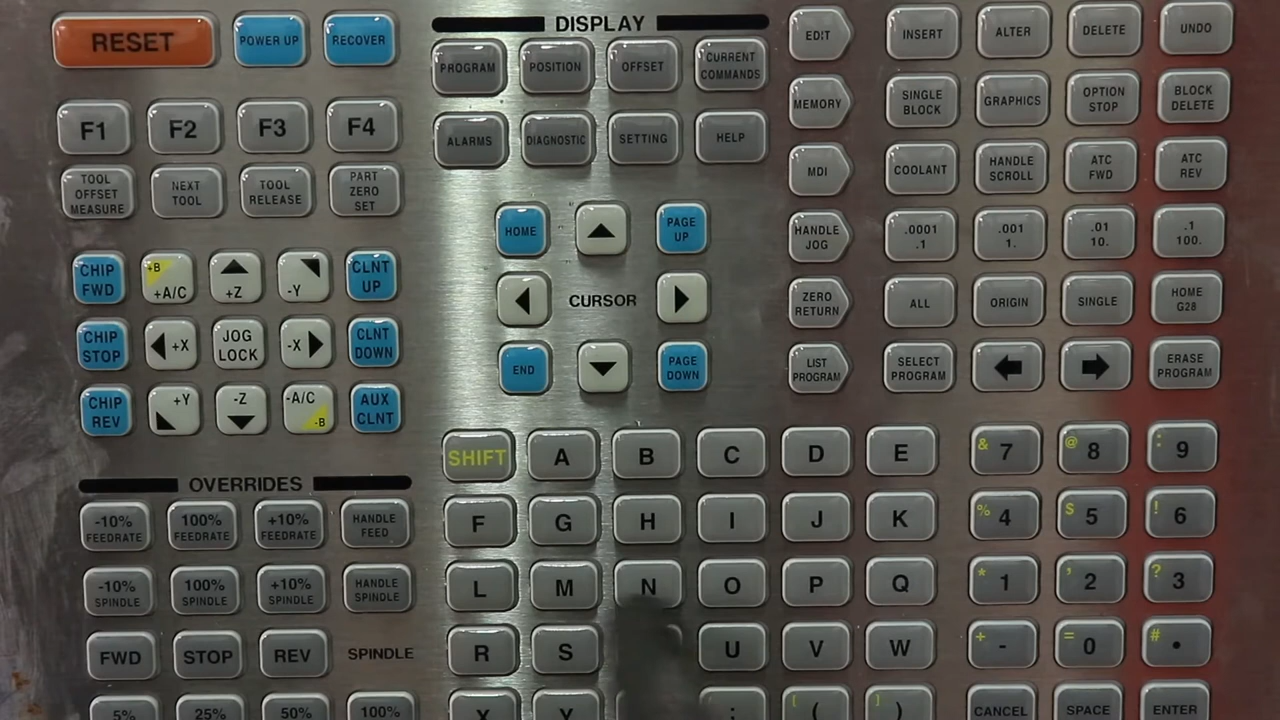 RESET
POWER UP
RECOVER
F1
F2
F3
F4
TOOL
OFFSET
MEASURE
NEXT
TOOL
TOOL
RELEASE
PART
ZERO
SET
CHIP
FWD
+B
+A/C
+Z
-Y
CLNT
UP
CHIP
STOP
+X
JOG
LOCK
-X
CLNT
DOWN
CHIP
REV
+Y
-Z
-A/C
-B
AUX
CLNT
OVERRIDES
-10%
FEEDRATE
100%
FEEDRATE
+10%
FEEDRATE
HANDLE
FEED
-10%
SPINDLE
100%
SPINDLE
+10%
SPINDLE
HANDLE
SPINDLE
FWD
STOP
REV
SPINDLE
5%
25%
50%
100%
DISPLAY
PROGRAM
POSITION
OFFSET
CURRENT
COMMANDS
ALARMS
DIAGNOSTIC
SETTING
HELP
HOME
PAGE
UP
CURSOR
END
PAGE
DOWN
EDIT
INSERT
ALTER
DELETE
UNDO
MEMORY
SINGLE
BLOCK
GRAPHICS
OPTION
STOP
BLOCK
DELETE
MDI
COOLANT
HANDLE
SCROLL
ATC
FWD
ATC
REV
HANDLE
JOG
.0001
.1
.001
1.
.01
10.
.1
100.
ZERO
RETURN
ALL
ORIGIN
SINGLE
HOME
G28
LIST
PROGRAM
SELECT
PROGRAM
ERASE
PROGRAM
SHIFT
A
B
C
D
E
F
G
H
I
J
K
L
M
N
O
P
Q
R
S
U
V
W
X
Y
;
[ (
] )
& 7
@ 8
: 9
% 4
$ 5
! 6
* 1
' 2
? 3
+ -
= 0
# •
CANCEL
SPACE
ENTER